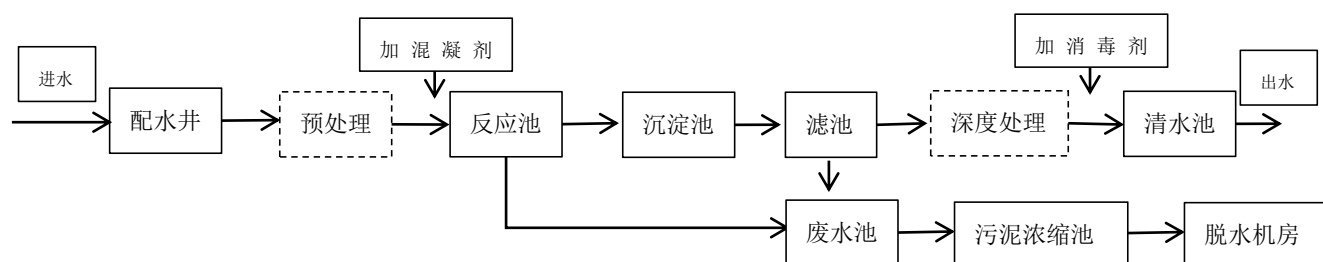 加 混 凝 剂
加 消 毒 剂
进水
出水
配水井
预处理
反应池
沉淀池
滤池
深度处理
清水池
废水池
污泥浓缩池
脱水机房